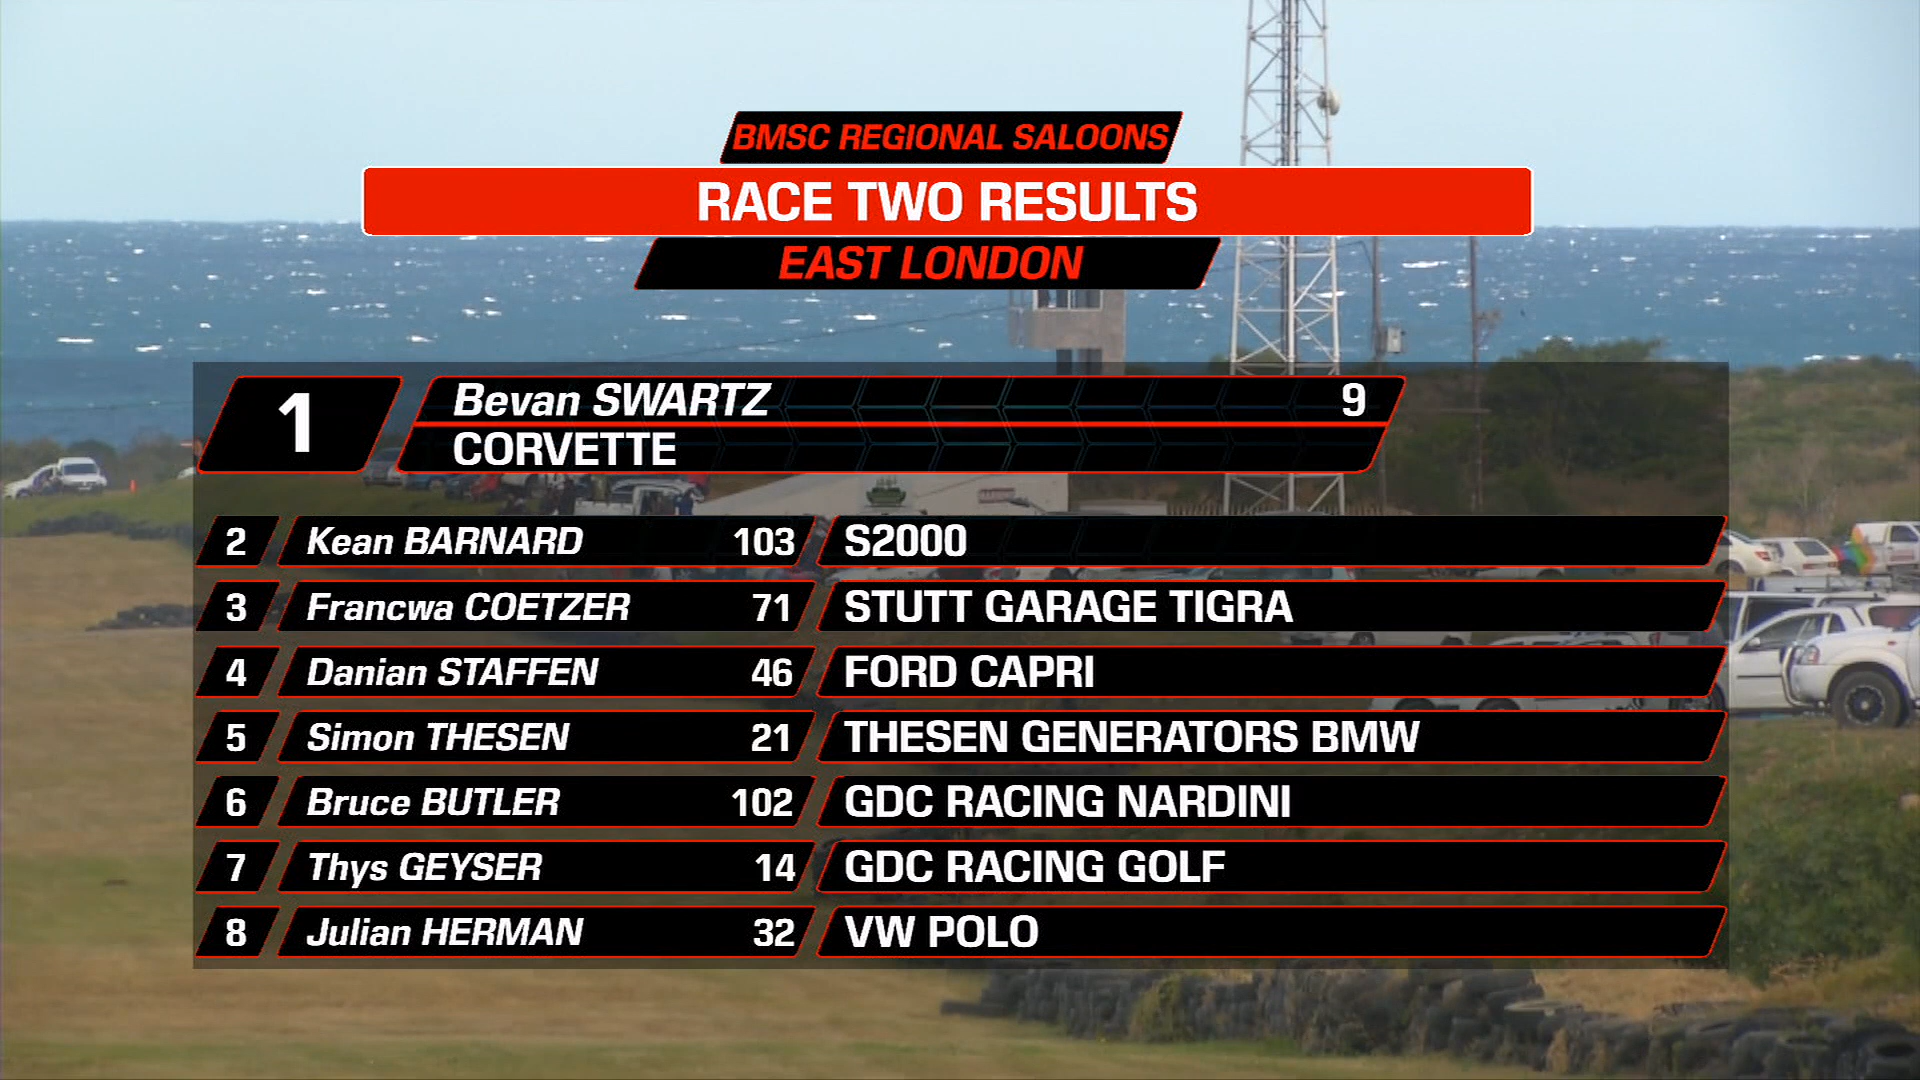 BMSC REGIONAL SALOONS
RACE TWO RESULTS
EAST LONDON
1 Bevan SWARTZ 9
CORVETTE
2 Kean BARNARD 103 S2000
3 Francwa COETZER 71 STUTT GARAGE TIGRA
4 Danian STAFFEN 46 FORD CAPRI
5 Simon THESEN 21 THESEN GENERATORS BMW
6 Bruce BUTLER 102 GDC RACING NARDINI
7 Thys GEYSER 14 GDC RACING GOLF
8 Julian HERMAN 32 VW POLO